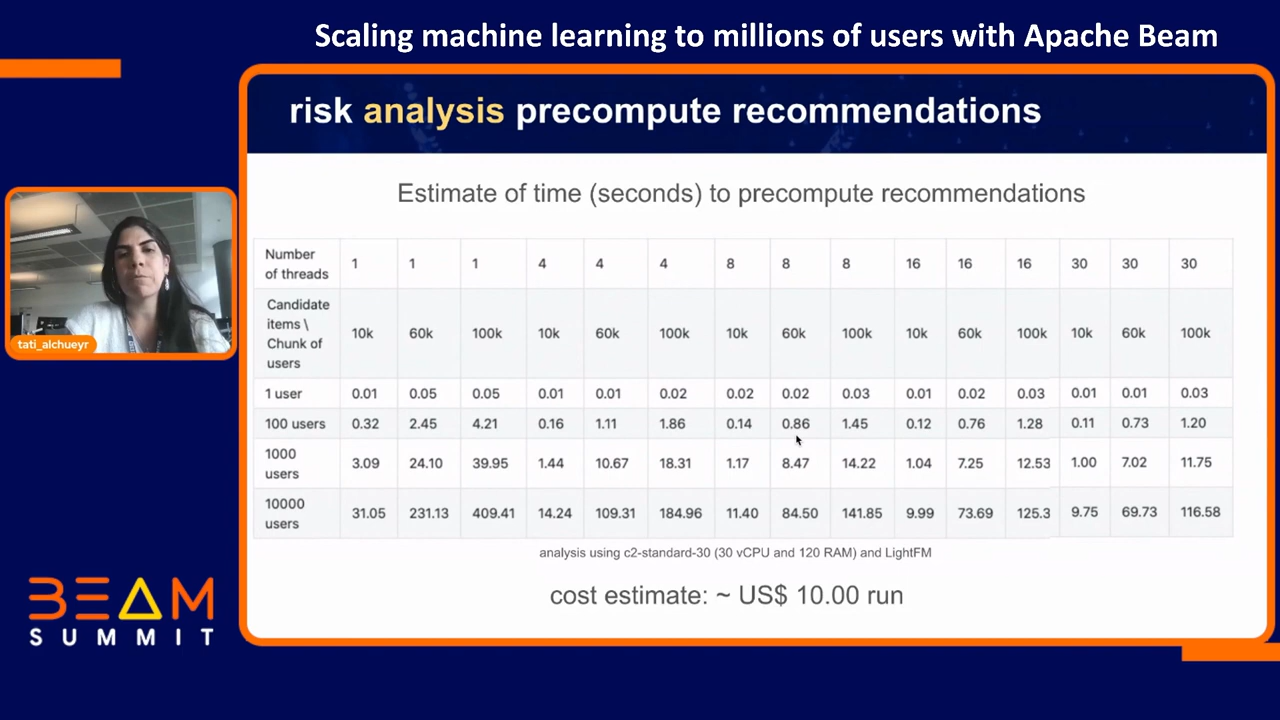 Scaling machine learning to millions of users with Apache Beam
risk analysis precompute recommendations
Estimate of time (seconds) to precompute recommendations
Number of threads 1 1 1 4 4 4 8 8 8 16 16 16 30 30 30
Candidate items \ Chunk of users 10k 60k 100k 10k 60k 100k 10k 60k 100k 10k 60k 100k 10k 60k 100k
1 user 0.01 0.05 0.05 0.01 0.01 0.02 0.02 0.02 0.03 0.01 0.02 0.03 0.01 0.01 0.03
100 users 0.32 2.45 4.21 0.16 1.11 1.86 0.14 0.86 1.45 0.12 0.76 1.28 0.11 0.73 1.20
1000 users 3.09 24.10 39.95 1.44 10.67 18.31 1.17 8.47 14.22 1.04 7.25 12.53 1.00 7.02 11.75
10000 users 31.05 231.13 409.41 14.24 109.31 184.96 11.40 84.50 141.85 9.99 73.69 125.3 9.75 69.73 116.58
analysis using c2-standard-30 (30 vCPU and 120 RAM) and LightFM
cost estimate: ~ US$ 10.00 run
tati_alchueyr
BEAM
SUMMIT